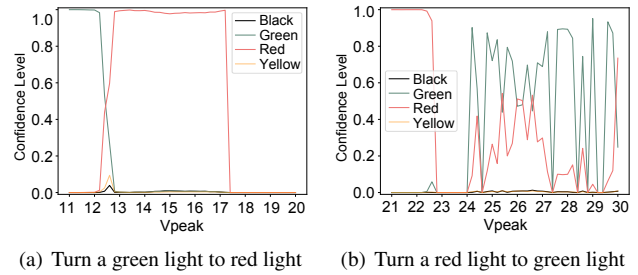 1.0
0.8
0.6
0.4
0.2
0.0
Confidence Level
Black
Green
Red
Yellow
11 12 13 14 15 16 17 18 19 20
Vpeak
(a) Turn a green light to red light
1.0
0.8
0.6
0.4
0.2
0.0
Confidence Level
Black
Green
Red
Yellow
21 22 23 24 25 26 27 28 29 30
Vpeak
(b) Turn a red light to green light